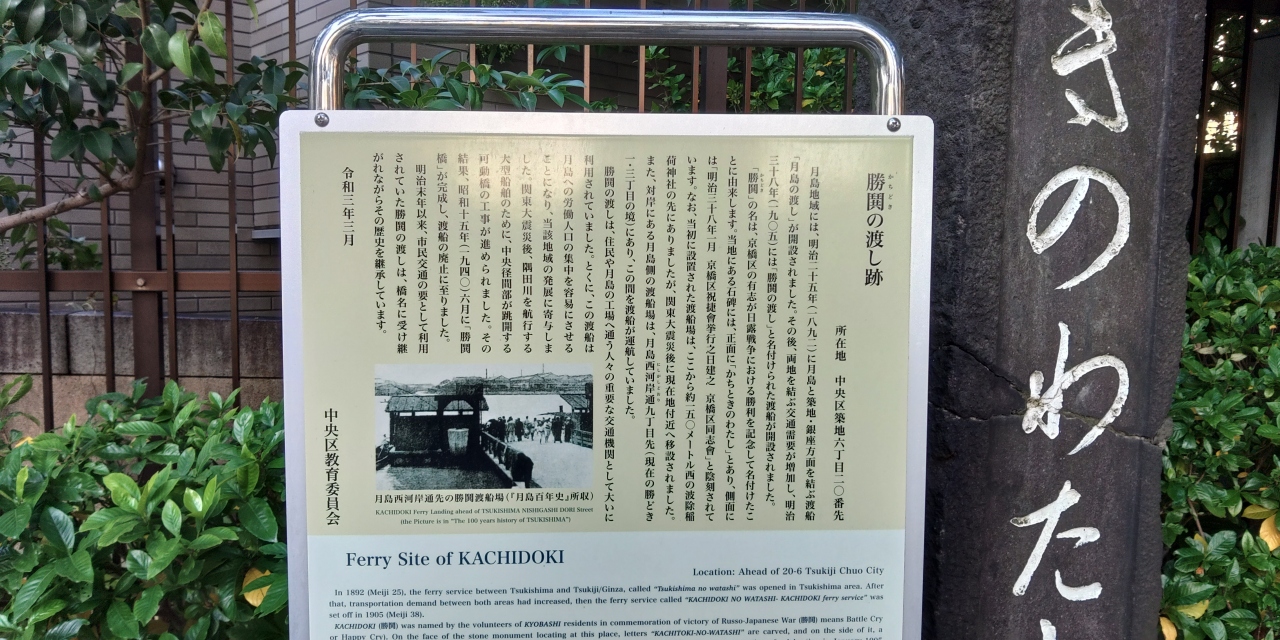 勝鬨の渡し跡
かちどき
所在地 中央区築地六丁目二〇番先
月島地域には、明治二十五年(一八九二)に月島と築地・銀座方面を結ぶ渡船
「月島の渡し」が開設されました。その後、両地を結ぶ交通需要が増加し、明治
三十八年(一九〇五)には「勝鬨の渡し」と名付けられた渡船が開設されました。
「勝鬨」の名は、京橋区の有志が日露戦争における勝利を記念して名付けたこ
とに由来します。当地にある石碑には、正面に「かちときのわたし」とあり、側面に
は「明治三十八年一月 京橋区祝捷會挙行之日建之 京橋区同志會」と陰刻されて
います。なお、当初に設置された渡船場は、ここから約一五〇メートル西の波除稲
荷神社の先にありましたが、関東大震災後に現在地付近へ移設されました。
また、対岸にある月島側の渡船場は、月島西河岸通九丁目先(現在の勝どき
一・三丁目の境)にあり、この間を渡船が運航していました。
勝鬨の渡しは、住民や月島の工場へ通う人々の重要な交通機関として大いに
利用されていました。とくに、この渡船は
月島への労働人口の集中を容易にさせる
ことになり、当該地域の発展に寄与しま
した。関東大震災後、隅田川を航行する
大型船舶のために、中央径間部が跳開する
可動橋の工事が進められました。その
結果、昭和十五年(一九四〇)六月に「勝鬨
橋」が完成し、渡船の廃止に至りました。
明治末年以来、市民交通の要として利用
されていた勝鬨の渡しは、橋名に受け継
がれながらその歴史を継承しています。
令和三年三月
中央区教育委員会
月島西河岸通先の勝鬨渡船場(『月島百年史』所収)
KACHIDOKI Ferry Landing ahead of TSUKISHIMA NISHIGASHI DORI Street
(the Picture is in "The 100 years history of TSUKISHIMA")
Ferry Site of KACHIDOKI
Location: Ahead of 20-6 Tsukiji Chuo City
In 1892 (Meiji 25), the ferry service between Tsukishima and Tsukiji/Ginza, called "Tsukishima no watashi" was opened in Tsukishima area. After
that, transportation demand between both areas had increased, then the ferry service called "KACHIDOKI NO WATASHI- KACHIDOKI ferry service" was
set off in 1905 (Meiji 38).
KACHIDOKI (勝鬨) was named by the volunteers of KYOBASHI residents in commemoration of victory of Russo-Japanese War (勝鬨) means Battle Cry
or Happy Cry). On the face of the stone monument locating at this place, letters "KACHITOKI-NO-WATASHI" are carved, and on the side of it, a
きのわた